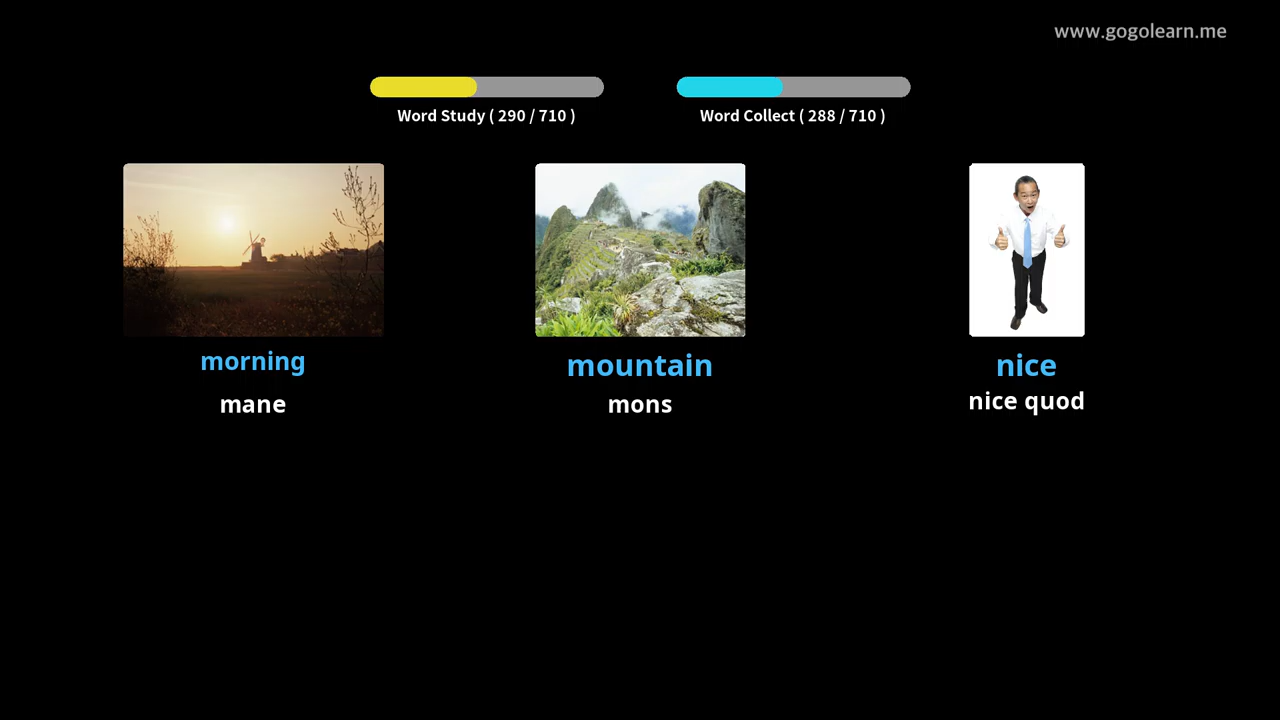 www.gogolearn.me
Word Study ( 290 / 710 )
Word Collect ( 288 / 710 )
morning
mountain
nice
mane
mons
nice quod